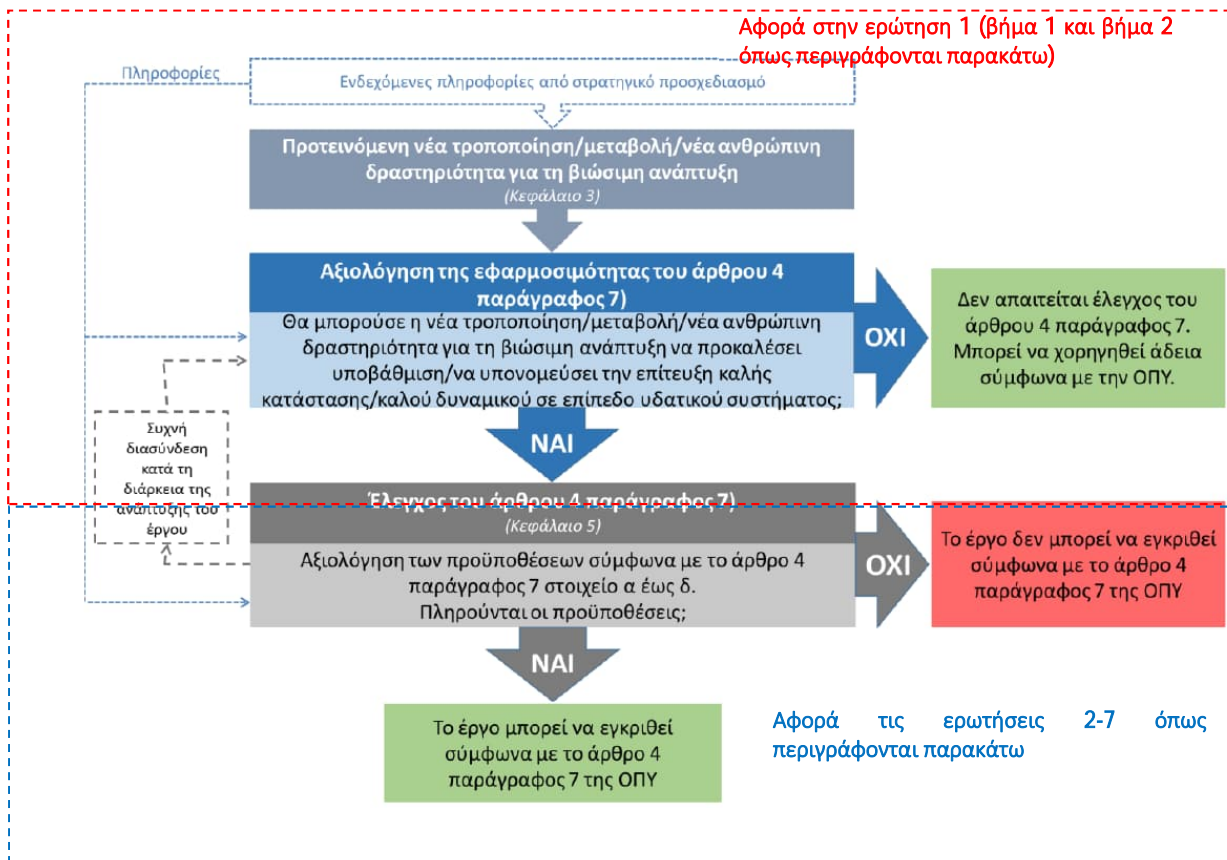 Αφορά στην ερώτηση 1 (βήμα 1 και βήμα 2
όπως περιγράφονται παρακάτω)
Πληροφορίες
Ενδεχόμενες πληροφορίες από στρατηγικό προσχεδιασμό
Προτεινόμενη νέα τροποποίηση/μεταβολή/νέα ανθρώπινη
δραστηριότητα για τη βιώσιμη ανάπτυξη
(Κεφάλαιο 3)
Αξιολόγηση της εφαρμοσιμότητας του άρθρου 4
παράγραφος 7)
Θα μπορούσε η νέα τροποποίηση/μεταβολή/νέα ανθρώπινη
δραστηριότητα για τη βιώσιμη ανάπτυξη να προκαλέσει
υποβάθμιση/να υπονομεύσει την επίτευξη καλής
κατάστασης/καλού δυναμικού σε επίπεδο υδατικού συστήματος;
ΟΧΙ
Δεν απαιτείται έλεγχος του
άρθρου 4 παράγραφος 7.
Μπορεί να χορηγηθεί άδεια
σύμφωνα με την ΟΠΥ.
ΝΑΙ
Συχνή
διασύνδεση
κατά τη
διάρκεια της
ανάπτυξης του
έργου
Έλεγχος του άρθρου 4 παράγραφος 7)
(Κεφάλαιο 5)
Αξιολόγηση των προϋποθέσεων σύμφωνα με το άρθρο 4
παράγραφος 7 στοιχείο α έως δ.
Πληρούνται οι προϋποθέσεις;
ΟΧΙ
Το έργο δεν μπορεί να εγκριθεί
σύμφωνα με το άρθρο 4
παράγραφος 7 της ΟΠΥ
ΝΑΙ
Το έργο μπορεί να εγκριθεί
σύμφωνα με το άρθρο 4
παράγραφος 7 της ΟΠΥ
Αφορά τις ερωτήσεις 2-7 όπως
περιγράφονται παρακάτω